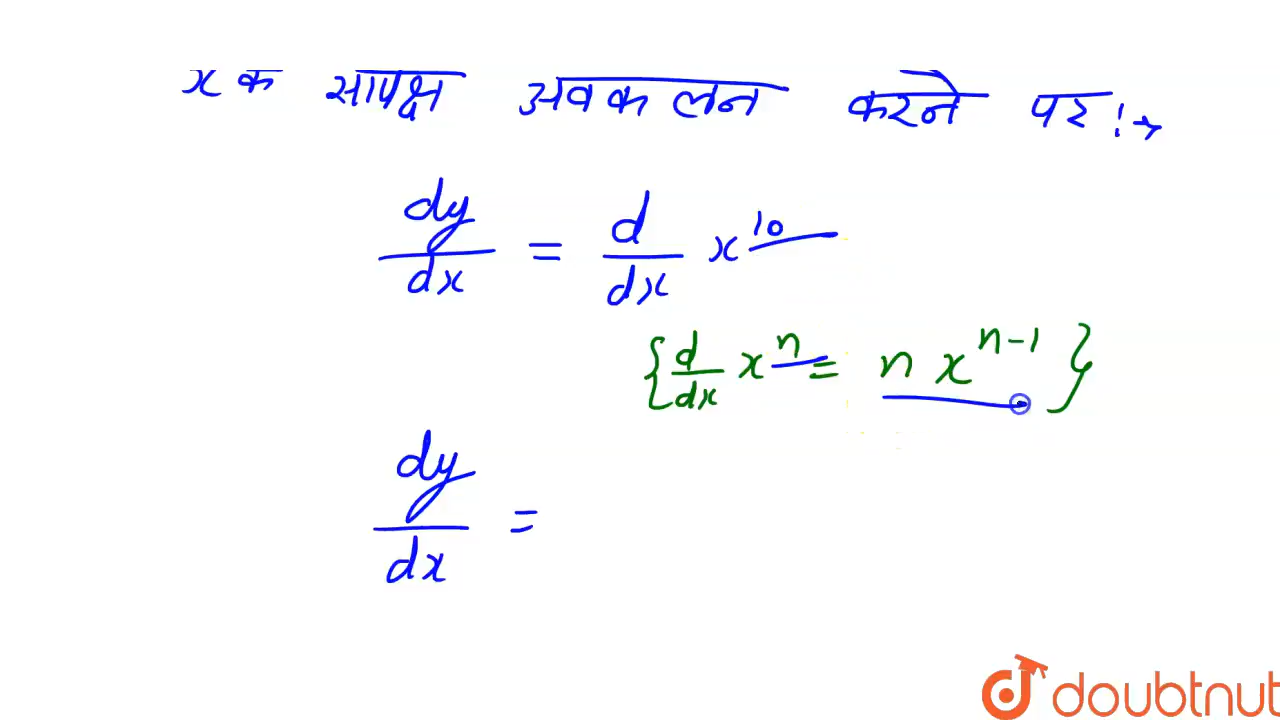 x के सापेक्ष अवकलन करने पर :→
dy/dx = d/dx x^10
{d/dx x^n = n x^(n-1)}
dy/dx =
doubtnut